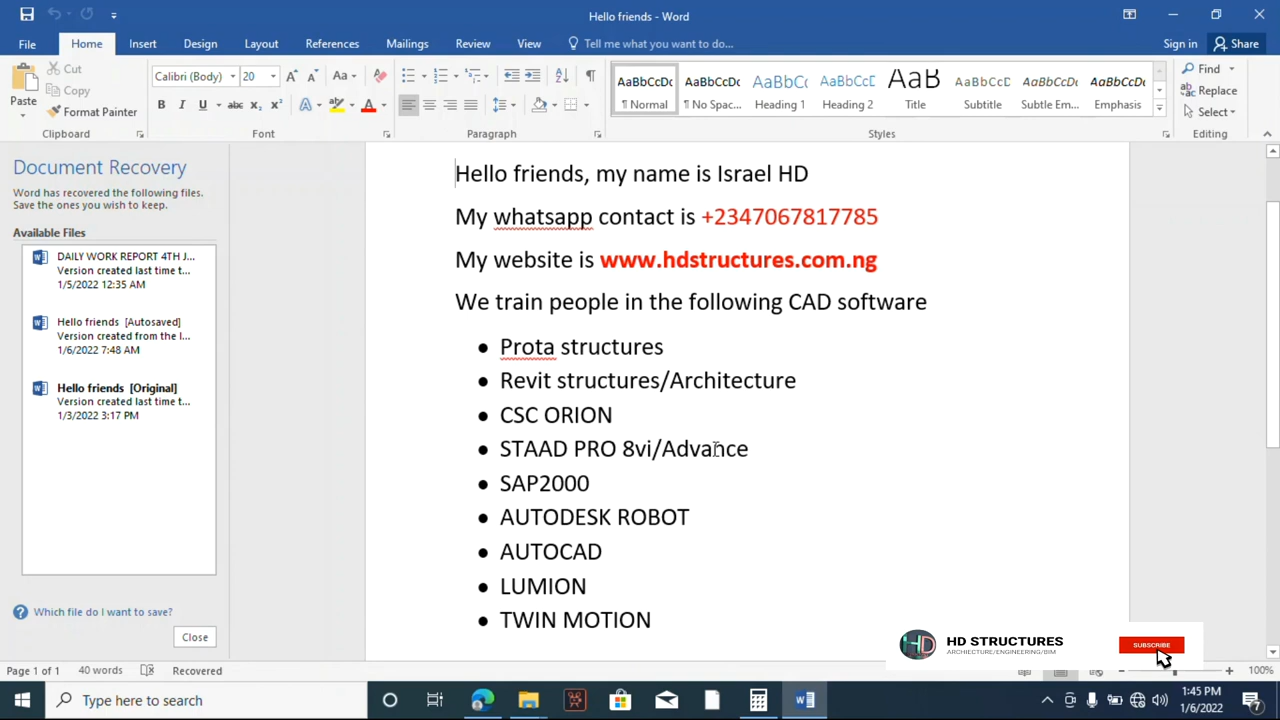 Hello friends - Word
File Home Insert Design Layout References Mailings Review View Tell me what you want to do... Sign in Share
Paste
Cut
Copy
Format Painter
Clipboard
Calibri (Body) 20
Font
Paragraph
AaBbCcDc AaBbCcDc AaBbCc AaBbCcD AaB AaBbCcD AaBbCcDc AaBbCcDc
¶ Normal ¶ No Spac... Heading 1 Heading 2 Title Subtitle Subtle Em... Emphasis
Styles
Find
Replace
Select
Editing
Document Recovery
Word has recovered the following files.
Save the ones you wish to keep.
Available Files
DAILY WORK REPORT 4TH J...
Version created last time t...
1/5/2022 12:35 AM
Hello friends [Autosaved]
Version created from the l...
1/6/2022 7:48 AM
Hello friends [Original]
Version created last time t...
1/3/2022 3:17 PM
Which file do I want to save?
Close
Hello friends, my name is Israel HD
My whatsapp contact is +2347067817785
My website is www.hdstructures.com.ng
We train people in the following CAD software
• Prota structures
• Revit structures/Architecture
• CSC ORION
• STAAD PRO 8vi/Advance
• SAP2000
• AUTODESK ROBOT
• AUTOCAD
• LUMION
• TWIN MOTION
HD STRUCTURES
ARCHIECTURE/ENGINEERING/BIM
SUBSCRIBE
Page 1 of 1 40 words Recovered 100%
Type here to search
1:45 PM
1/6/2022
7